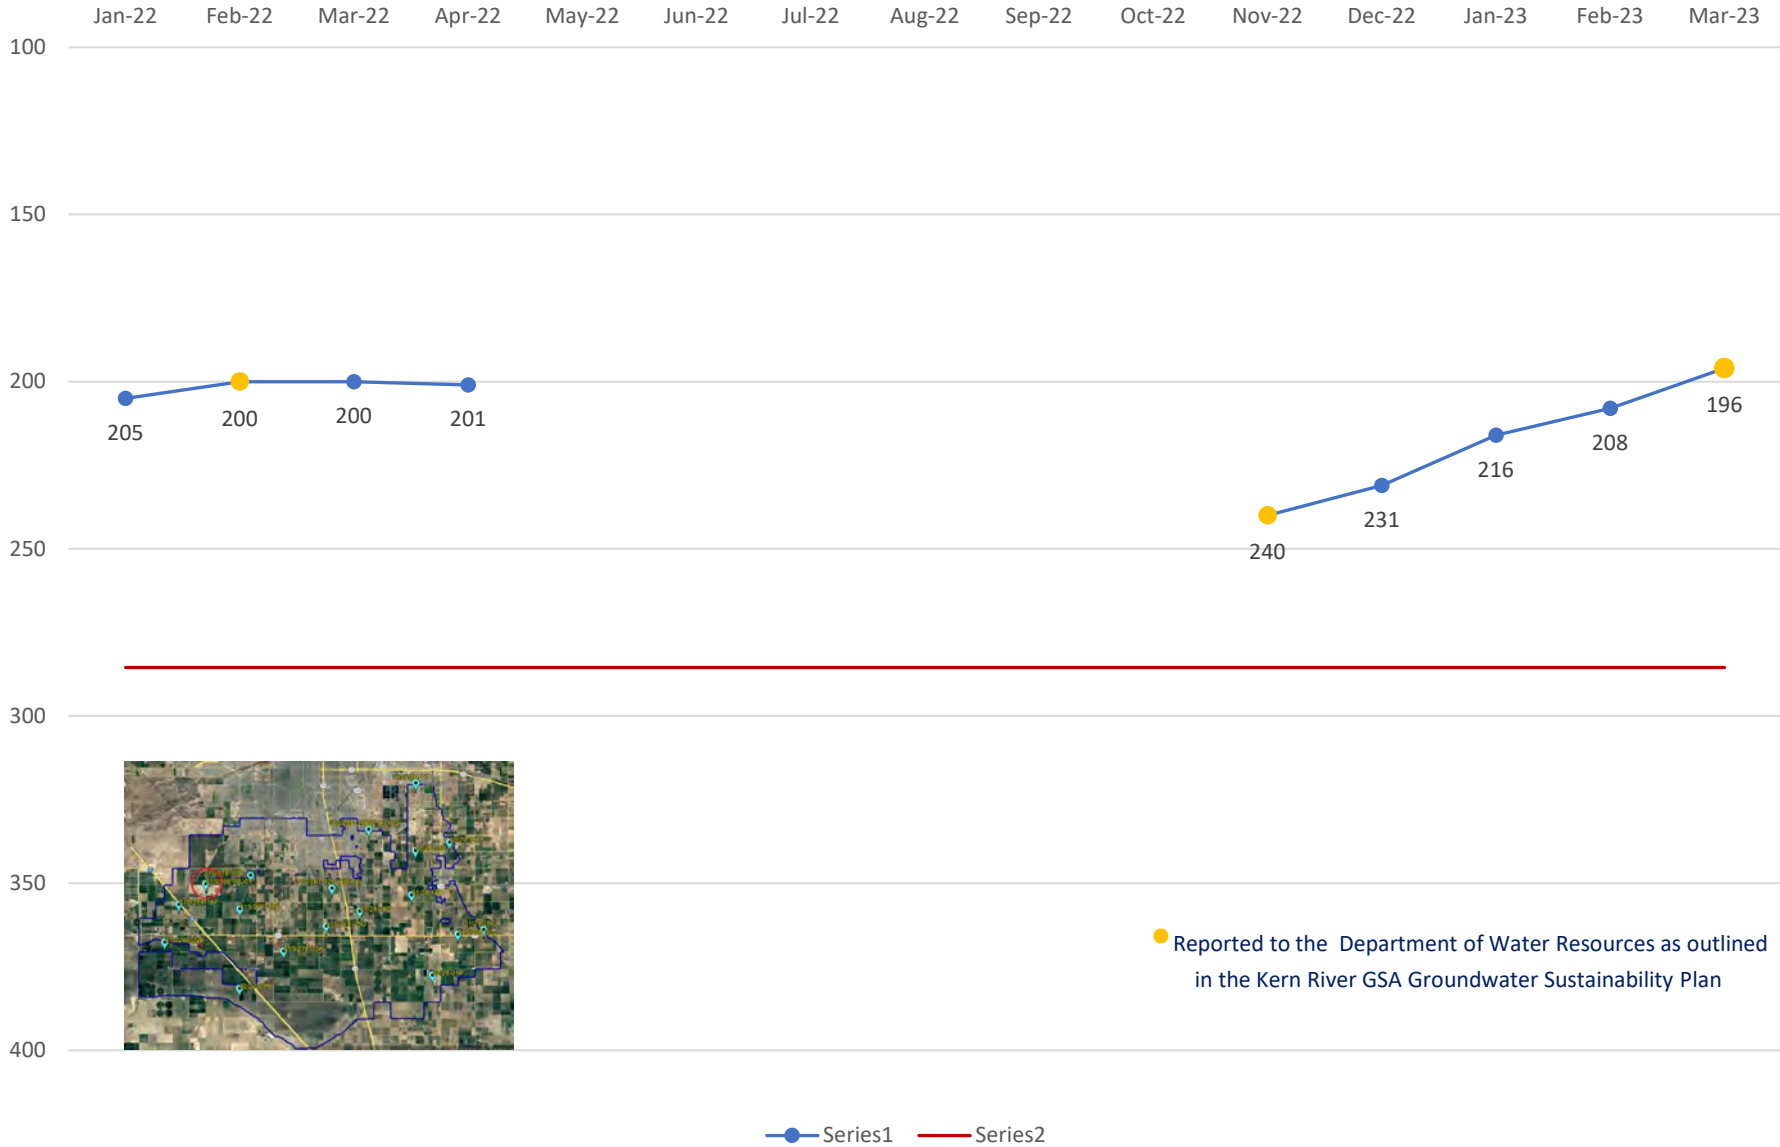 Jan-22 Feb-22 Mar-22 Apr-22 May-22 Jun-22 Jul-22 Aug-22 Sep-22 Oct-22 Nov-22 Dec-22 Jan-23 Feb-23 Mar-23
100
150
200
205 200 200 201
196
208
216
231
240
250
300
350
400
Reported to the Department of Water Resources as outlined
in the Kern River GSA Groundwater Sustainability Plan
Series1 Series2